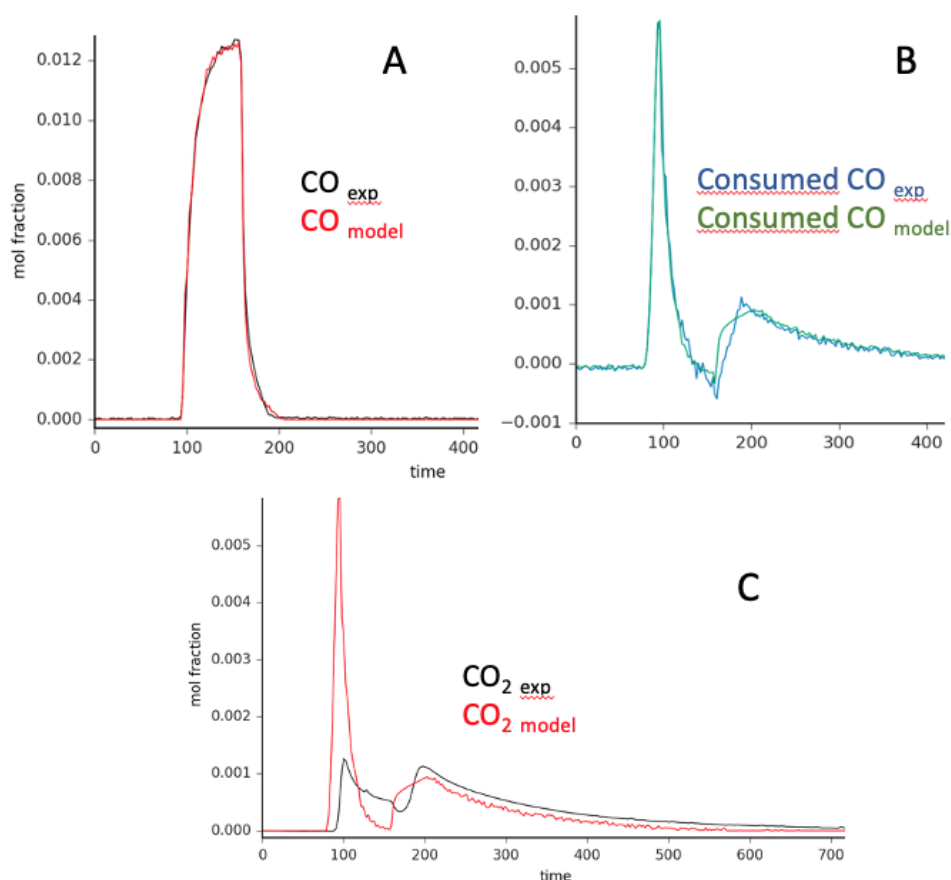 A
0.012
0.010
0.008
0.006
0.004
0.002
0.000
mol fraction
CO exp
CO model
0 100 200 300 400
time
B
0.005
0.004
0.003
0.002
0.001
0.000
−0.001
Consumed CO exp
Consumed CO model
0 100 200 300 400
C
0.005
0.004
0.003
0.002
0.001
0.000
mol fraction
CO2 exp
CO2 model
0 100 200 300 400 500 600 700
time